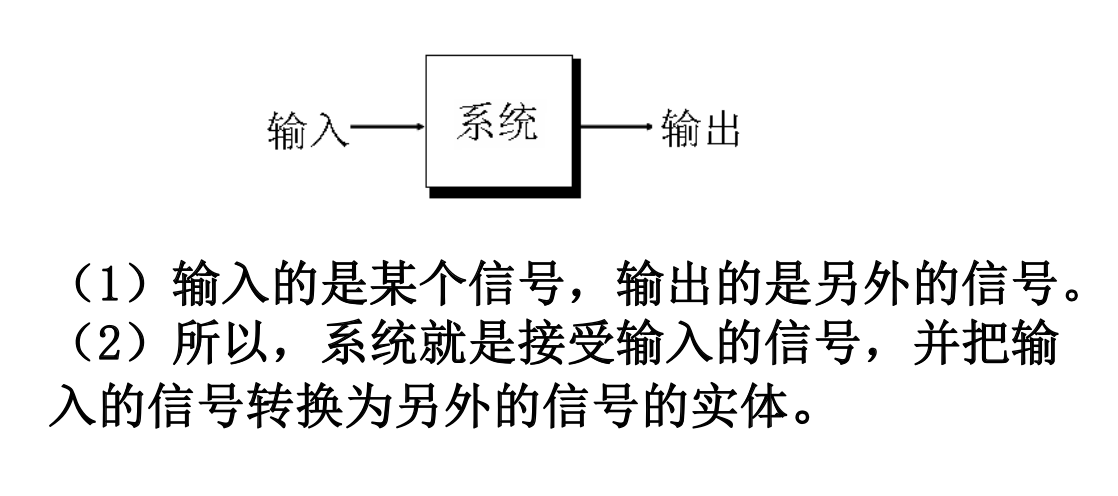 输入
系统
输出
（1）输入的是某个信号，输出的是另外的信号。
（2）所以，系统就是接受输入的信号，并把输
入的信号转换为另外的信号的实体。